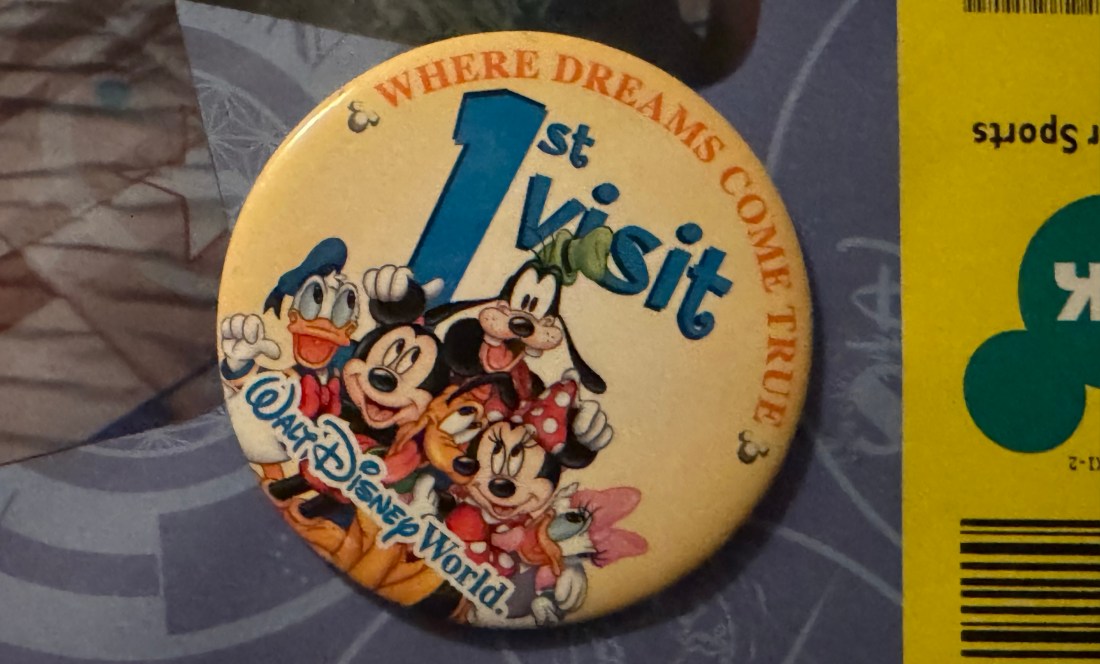 WHERE DREAMS COME TRUE
1st
visit
WALT DISNEY World.
r Sports
K